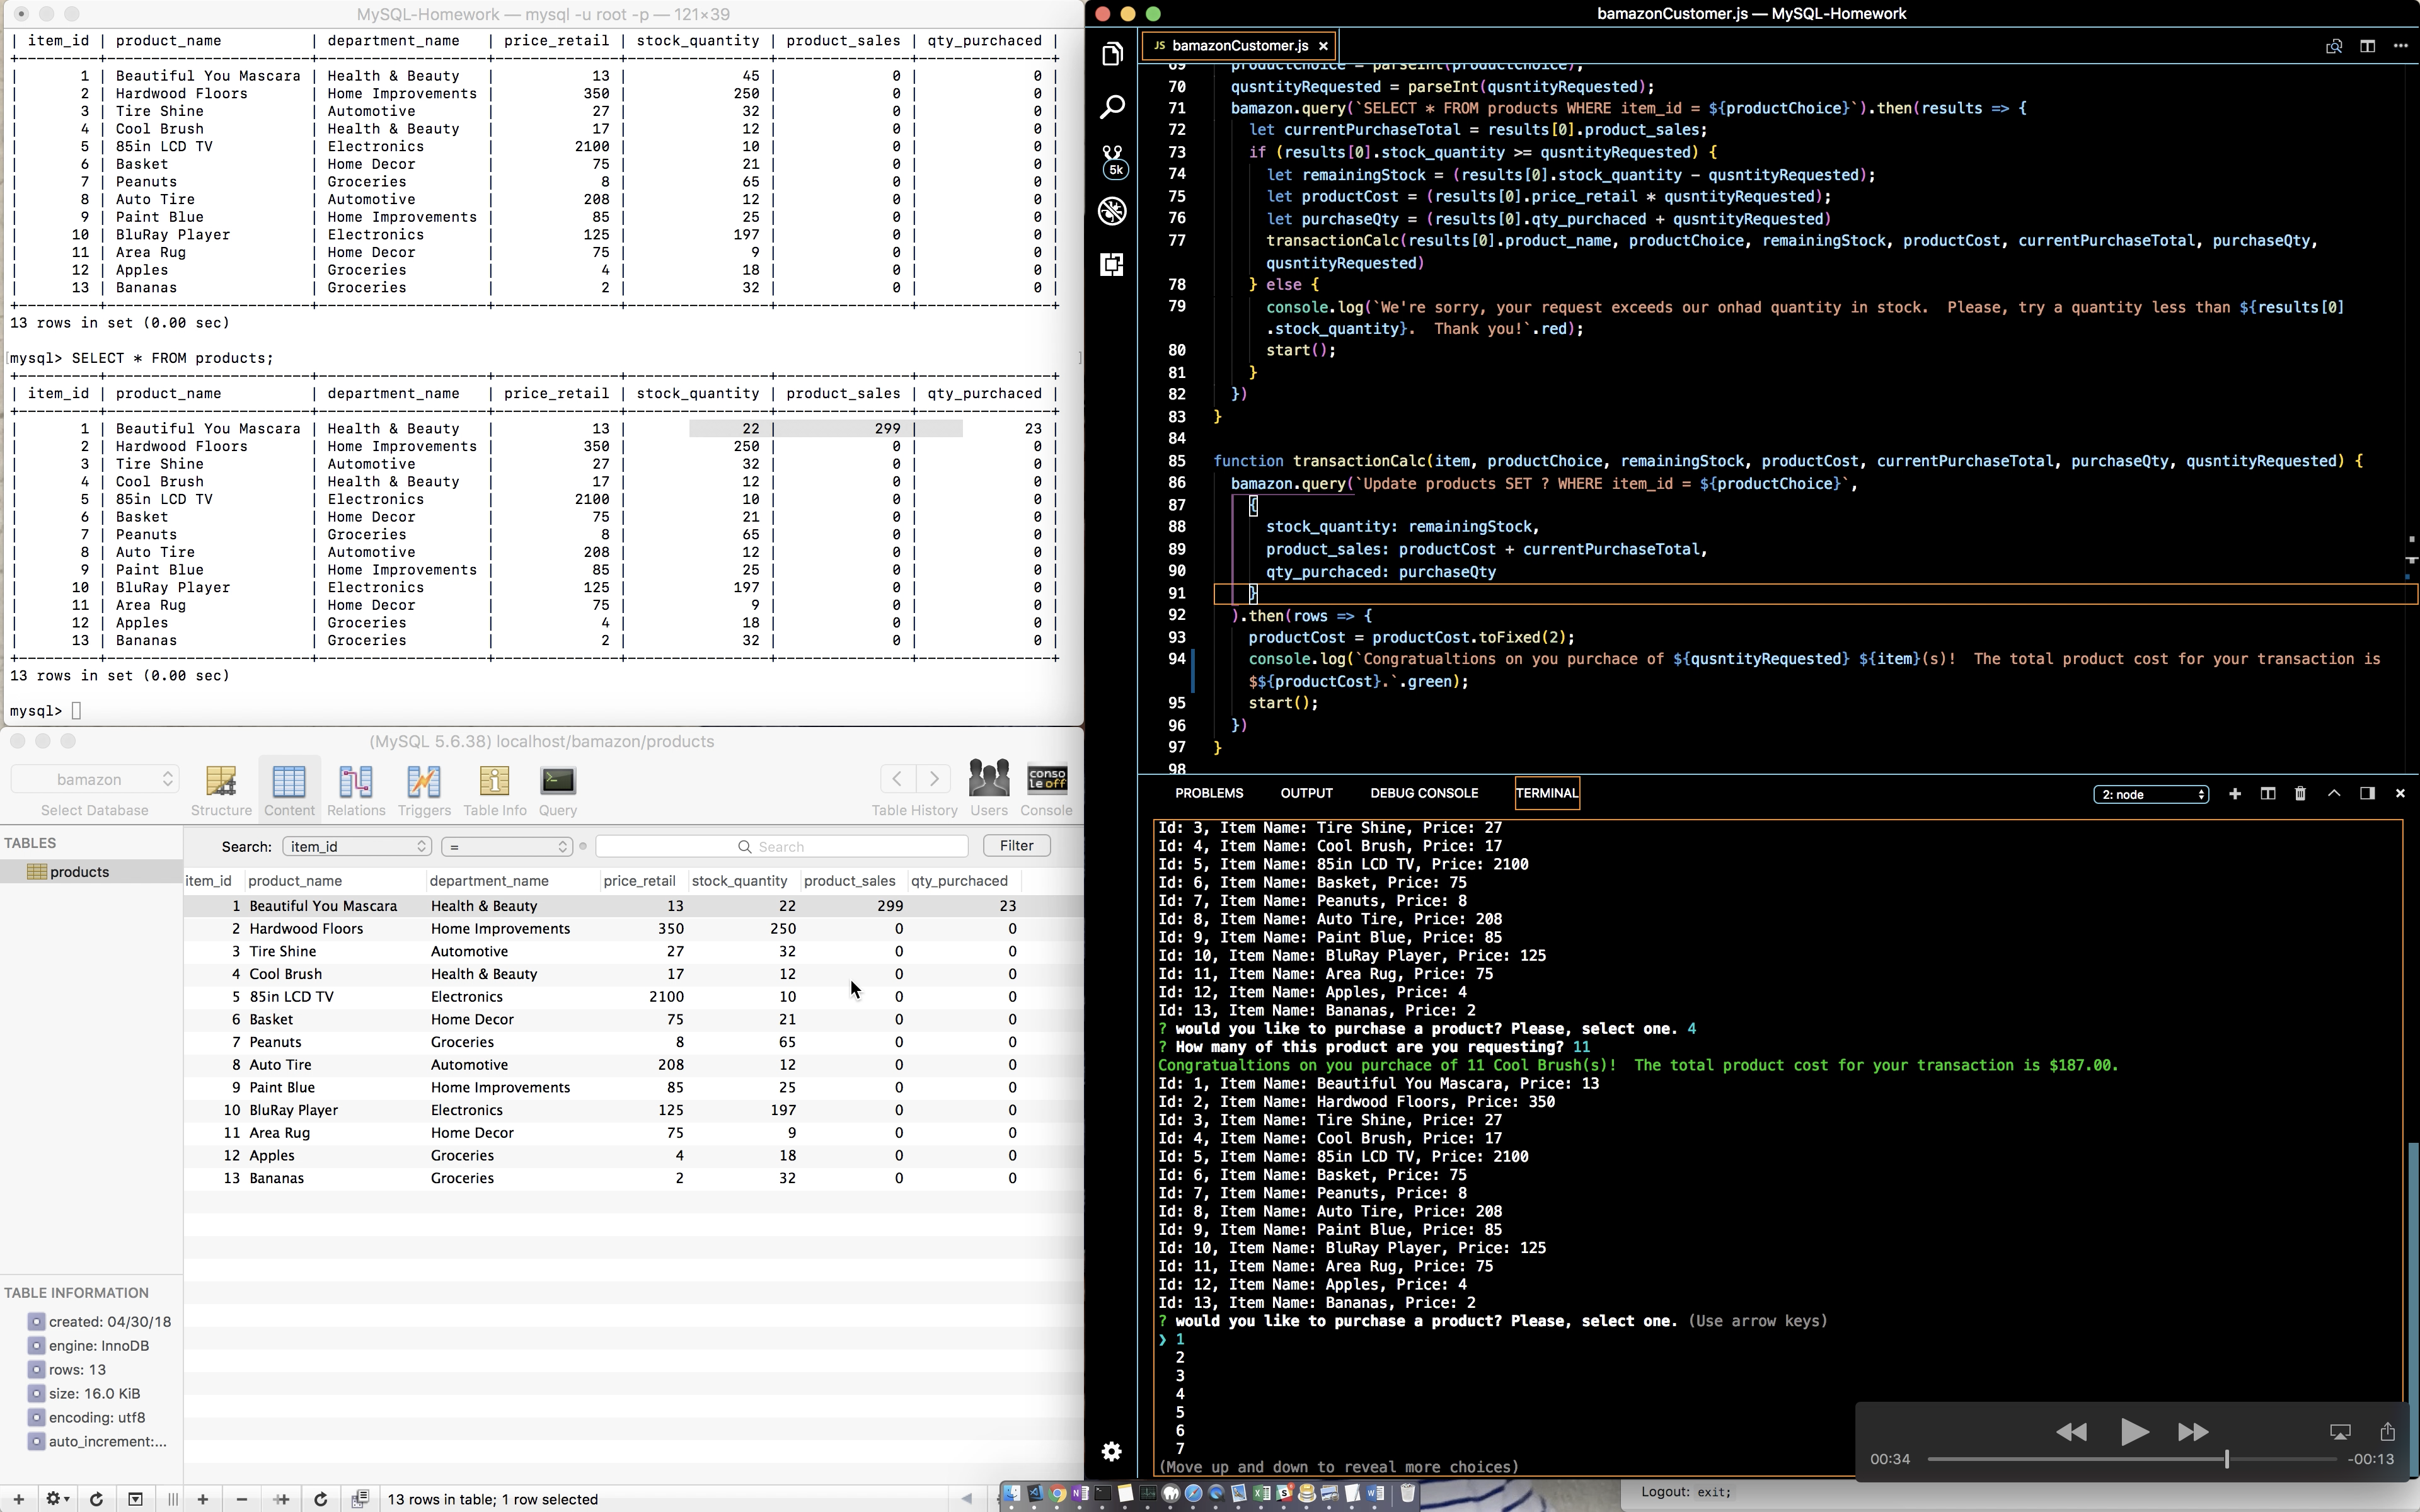 MySQL-Homework — mysql -u root -p — 121×39
| item_id | product_name | department_name | price_retail | stock_quantity | product_sales | qty_purchaced |
| 1 | Beautiful You Mascara | Health & Beauty | 13 | 45 | 0 | 0 |
| 2 | Hardwood Floors | Home Improvements | 350 | 250 | 0 | 0 |
| 3 | Tire Shine | Automotive | 27 | 32 | 0 | 0 |
| 4 | Cool Brush | Health & Beauty | 17 | 12 | 0 | 0 |
| 5 | 85in LCD TV | Electronics | 2100 | 10 | 0 | 0 |
| 6 | Basket | Home Decor | 75 | 21 | 0 | 0 |
| 7 | Peanuts | Groceries | 8 | 65 | 0 | 0 |
| 8 | Auto Tire | Automotive | 208 | 12 | 0 | 0 |
| 9 | Paint Blue | Home Improvements | 85 | 25 | 0 | 0 |
| 10 | BluRay Player | Electronics | 125 | 197 | 0 | 0 |
| 11 | Area Rug | Home Decor | 75 | 9 | 0 | 0 |
| 12 | Apples | Groceries | 4 | 18 | 0 | 0 |
| 13 | Bananas | Groceries | 2 | 32 | 0 | 0 |
13 rows in set (0.00 sec)
[mysql> SELECT * FROM products; ]
| item_id | product_name | department_name | price_retail | stock_quantity | product_sales | qty_purchaced |
| 1 | Beautiful You Mascara | Health & Beauty | 13 | 22 | 299 | 23 |
| 2 | Hardwood Floors | Home Improvements | 350 | 250 | 0 | 0 |
| 3 | Tire Shine | Automotive | 27 | 32 | 0 | 0 |
| 4 | Cool Brush | Health & Beauty | 17 | 12 | 0 | 0 |
| 5 | 85in LCD TV | Electronics | 2100 | 10 | 0 | 0 |
| 6 | Basket | Home Decor | 75 | 21 | 0 | 0 |
| 7 | Peanuts | Groceries | 8 | 65 | 0 | 0 |
| 8 | Auto Tire | Automotive | 208 | 12 | 0 | 0 |
| 9 | Paint Blue | Home Improvements | 85 | 25 | 0 | 0 |
| 10 | BluRay Player | Electronics | 125 | 197 | 0 | 0 |
| 11 | Area Rug | Home Decor | 75 | 9 | 0 | 0 |
| 12 | Apples | Groceries | 4 | 18 | 0 | 0 |
| 13 | Bananas | Groceries | 2 | 32 | 0 | 0 |
13 rows in set (0.00 sec)
mysql>
(MySQL 5.6.38) localhost/bamazon/products
bamazon
conso
le off
Select Database Structure Content Relations Triggers Table Info Query Table History Users Console
TABLES
products
Search: item_id = Search Filter
item_id product_name department_name price_retail stock_quantity product_sales qty_purchaced
1 Beautiful You Mascara Health & Beauty 13 22 299 23
2 Hardwood Floors Home Improvements 350 250 0 0
3 Tire Shine Automotive 27 32 0 0
4 Cool Brush Health & Beauty 17 12 0 0
5 85in LCD TV Electronics 2100 10 0 0
6 Basket Home Decor 75 21 0 0
7 Peanuts Groceries 8 65 0 0
8 Auto Tire Automotive 208 12 0 0
9 Paint Blue Home Improvements 85 25 0 0
10 BluRay Player Electronics 125 197 0 0
11 Area Rug Home Decor 75 9 0 0
12 Apples Groceries 4 18 0 0
13 Bananas Groceries 2 32 0 0
TABLE INFORMATION
created: 04/30/18
engine: InnoDB
rows: 13
size: 16.0 KiB
encoding: utf8
auto_increment:...
13 rows in table; 1 row selected
bamazonCustomer.js — MySQL-Homework
JS bamazonCustomer.js ×
5k
69 productChoice = parseInt(productChoice);
70 qusntityRequested = parseInt(qusntityRequested);
71 bamazon.query(`SELECT * FROM products WHERE item_id = ${productChoice}`).then(results => {
72 let currentPurchaseTotal = results[0].product_sales;
73 if (results[0].stock_quantity >= qusntityRequested) {
74 let remainingStock = (results[0].stock_quantity - qusntityRequested);
75 let productCost = (results[0].price_retail * qusntityRequested);
76 let purchaseQty = (results[0].qty_purchaced + qusntityRequested)
77 transactionCalc(results[0].product_name, productChoice, remainingStock, productCost, currentPurchaseTotal, purchaseQty,
qusntityRequested)
78 } else {
79 console.log(`We're sorry, your request exceeds our onhad quantity in stock.  Please, try a quantity less than ${results[0]
.stock_quantity}.  Thank you!`.red);
80 start();
81 }
82 })
83 }
84
85 function transactionCalc(item, productChoice, remainingStock, productCost, currentPurchaseTotal, purchaseQty, qusntityRequested) {
86 bamazon.query(`Update products SET ? WHERE item_id = ${productChoice}`,
87 {
88 stock_quantity: remainingStock,
89 product_sales: productCost + currentPurchaseTotal,
90 qty_purchaced: purchaseQty
91 }
92 ).then(rows => {
93 productCost = productCost.toFixed(2);
94 console.log(`Congratualtions on you purchace of ${qusntityRequested} ${item}(s)!  The total product cost for your transaction is
$${productCost}.`.green);
95 start();
96 })
97 }
98
PROBLEMS OUTPUT DEBUG CONSOLE TERMINAL 2: node
Id: 3, Item Name: Tire Shine, Price: 27
Id: 4, Item Name: Cool Brush, Price: 17
Id: 5, Item Name: 85in LCD TV, Price: 2100
Id: 6, Item Name: Basket, Price: 75
Id: 7, Item Name: Peanuts, Price: 8
Id: 8, Item Name: Auto Tire, Price: 208
Id: 9, Item Name: Paint Blue, Price: 85
Id: 10, Item Name: BluRay Player, Price: 125
Id: 11, Item Name: Area Rug, Price: 75
Id: 12, Item Name: Apples, Price: 4
Id: 13, Item Name: Bananas, Price: 2
? would you like to purchase a product? Please, select one. 4
? How many of this product are you requesting? 11
Congratualtions on you purchace of 11 Cool Brush(s)!  The total product cost for your transaction is $187.00.
Id: 1, Item Name: Beautiful You Mascara, Price: 13
Id: 2, Item Name: Hardwood Floors, Price: 350
Id: 3, Item Name: Tire Shine, Price: 27
Id: 4, Item Name: Cool Brush, Price: 17
Id: 5, Item Name: 85in LCD TV, Price: 2100
Id: 6, Item Name: Basket, Price: 75
Id: 7, Item Name: Peanuts, Price: 8
Id: 8, Item Name: Auto Tire, Price: 208
Id: 9, Item Name: Paint Blue, Price: 85
Id: 10, Item Name: BluRay Player, Price: 125
Id: 11, Item Name: Area Rug, Price: 75
Id: 12, Item Name: Apples, Price: 4
Id: 13, Item Name: Bananas, Price: 2
? would you like to purchase a product? Please, select one. (Use arrow keys)
❯ 1
2
3
4
5
6
7
(Move up and down to reveal more choices)
00:34 -00:13
Logout: exit;